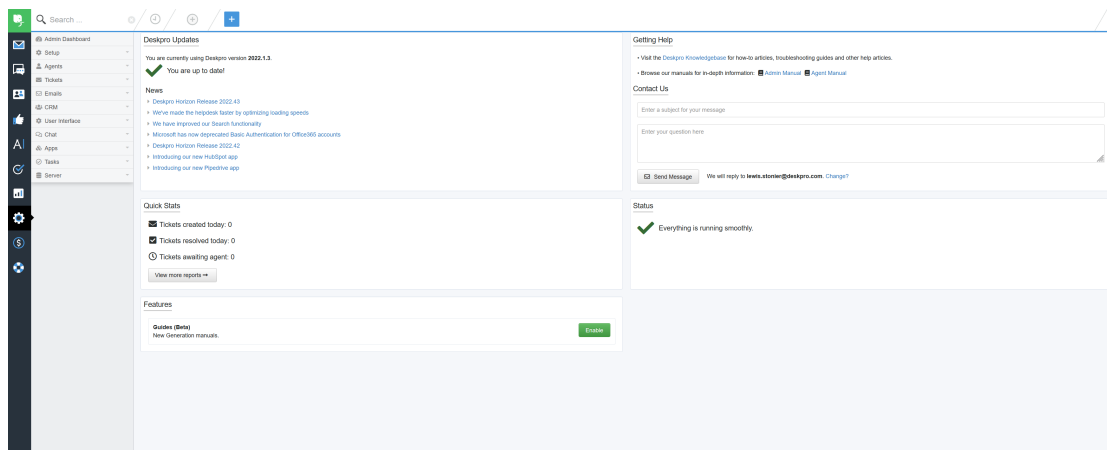 Search ...
Admin Dashboard
Setup
Agents
Tickets
Emails
CRM
User Interface
Chat
Apps
Tasks
Server
Deskpro Updates
You are currently using Deskpro version 2022.1.3.
You are up to date!
News
Deskpro Horizon Release 2022.43
We've made the helpdesk faster by optimizing loading speeds
We have improved our Search functionality
Microsoft has now deprecated Basic Authentication for Office365 accounts
Deskpro Horizon Release 2022.42
Introducing our new HubSpot app
Introducing our new Pipedrive app
Getting Help
• Visit the Deskpro Knowledgebase for how-to articles, troubleshooting guides and other help articles.
• Browse our manuals for in-depth information: Admin Manual Agent Manual
Contact Us
Enter a subject for your message
Enter your question here
Send Message We will reply to lewis.stonier@deskpro.com. Change?
Quick Stats
Tickets created today: 0
Tickets resolved today: 0
Tickets awaiting agent: 0
View more reports →
Status
Everything is running smoothly.
Features
Guides (Beta)
New Generation manuals.
Enable